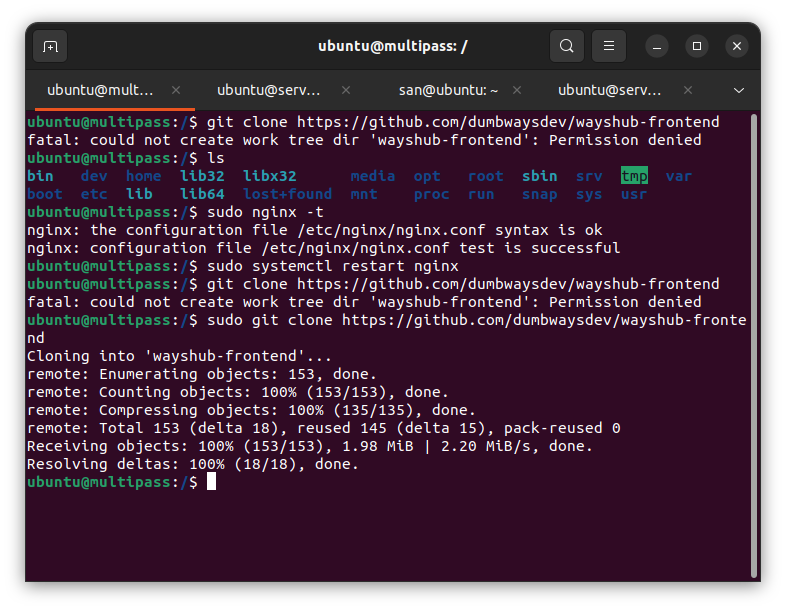 ubuntu@multipass: /
ubuntu@mult... ubuntu@serv... san@ubuntu: ~ ubuntu@serv...
ubuntu@multipass:/$ git clone https://github.com/dumbwaysdev/wayshub-frontend
fatal: could not create work tree dir 'wayshub-frontend': Permission denied
ubuntu@multipass:/$ ls
bin dev home lib32 libx32 media opt root sbin srv tmp var
boot etc lib lib64 lost+found mnt proc run snap sys usr
ubuntu@multipass:/$ sudo nginx -t
nginx: the configuration file /etc/nginx/nginx.conf syntax is ok
nginx: configuration file /etc/nginx/nginx.conf test is successful
ubuntu@multipass:/$ sudo systemctl restart nginx
ubuntu@multipass:/$ git clone https://github.com/dumbwaysdev/wayshub-frontend
fatal: could not create work tree dir 'wayshub-frontend': Permission denied
ubuntu@multipass:/$ sudo git clone https://github.com/dumbwaysdev/wayshub-fronte
nd
Cloning into 'wayshub-frontend'...
remote: Enumerating objects: 153, done.
remote: Counting objects: 100% (153/153), done.
remote: Compressing objects: 100% (135/135), done.
remote: Total 153 (delta 18), reused 145 (delta 15), pack-reused 0
Receiving objects: 100% (153/153), 1.98 MiB | 2.20 MiB/s, done.
Resolving deltas: 100% (18/18), done.
ubuntu@multipass:/$